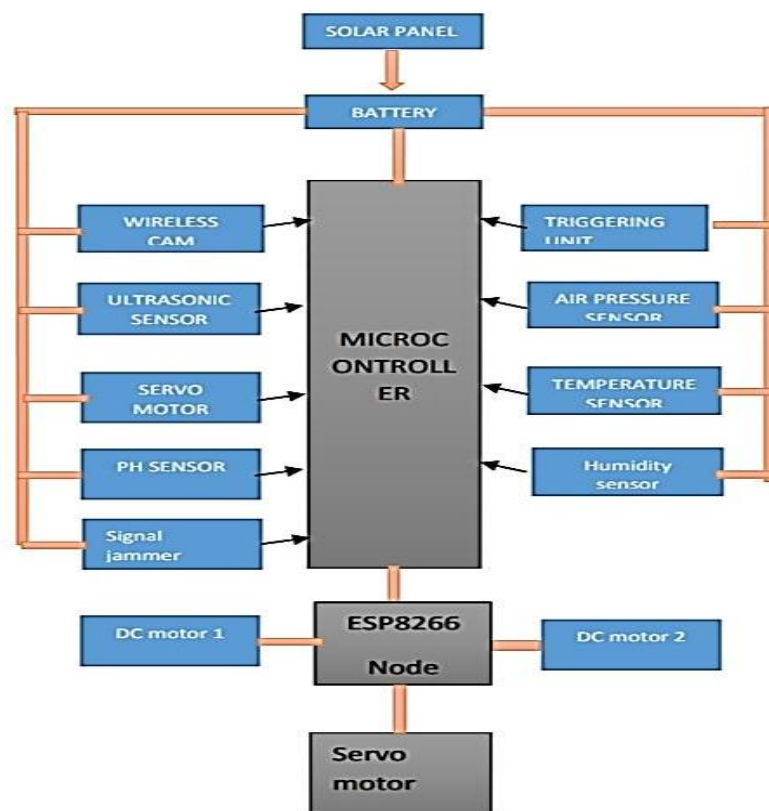 SOLAR PANEL
BATTERY
WIRELESS
CAM
TRIGGERING
UNIT
ULTRASONIC
SENSOR
AIR PRESSURE
SENSOR
MICROC
ONTROLL
ER
SERVO
MOTOR
TEMPERATURE
SENSOR
PH SENSOR
Humidity
sensor
Signal
jammer
DC motor 1
ESP8266
Node
DC motor 2
Servo
motor